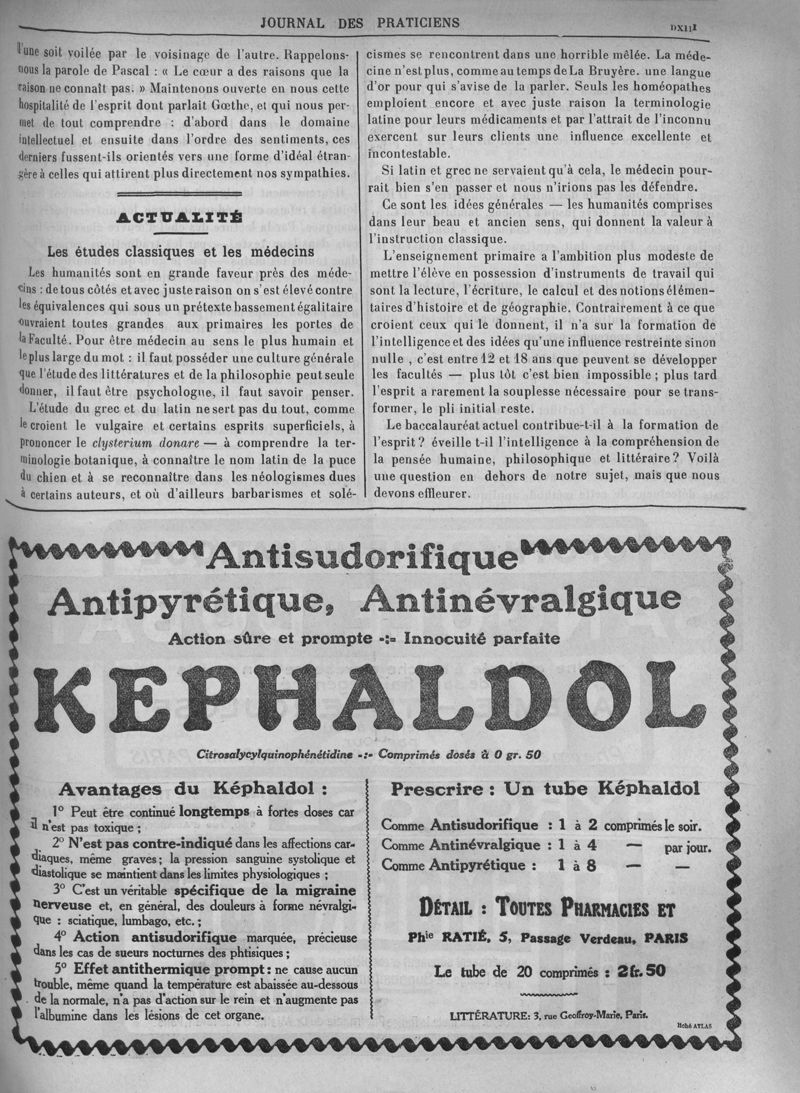 JOURNAL DES PRATICIENS
DXIII
l'une soit voilée par le voisinage de l'autre. Rappelons-
nous la parole de Pascal : « Le cœur a des raisons que la
raison ne connaît pas. » Maintenons ouverte en nous cette
hospitalité de l'esprit dont parlait Gœthe, et qui nous per-
met de tout comprendre : d'abord dans le domaine
intellectuel et ensuite dans l'ordre des sentiments, ces
derniers fussent-ils orientés vers une forme d'idéal étran-
gère à celles qui attirent plus directement nos sympathies.
ACTUALITÉ
Les études classiques et les médecins
Les humanités sont en grande faveur près des méde-
cins : de tous côtés et avec juste raison on s'est élevé contre
les équivalences qui sous un prétexte bassement égalitaire
ouvraient toutes grandes aux primaires les portes de
la Faculté. Pour être médecin au sens le plus humain et
le plus large du mot : il faut posséder une culture générale
que l'étude des littératures et de la philosophie peut seule
donner, il faut être psychologue, il faut savoir penser.
L'étude du grec et du latin ne sert pas du tout, comme
le croient le vulgaire et certains esprits superficiels, à
prononcer le clysterium donare — à comprendre la ter-
minologie botanique, à connaître le nom latin de la puce
du chien et à se reconnaître dans les néologismes dues
à certains auteurs, et où d'ailleurs barbarismes et solé-
cismes se rencontrent dans une horrible mêlée. La méde-
cine n'est plus, comme au temps de La Bruyère. une langue
d'or pour qui s'avise de la parler. Seuls les homéopathes
emploient encore et avec juste raison la terminologie
latine pour leurs médicaments et par l'attrait de l'inconnu
exercent sur leurs clients une influence excellente et
incontestable.
Si latin et grec ne servaient qu'à cela, le médecin pour-
rait bien s'en passer et nous n'irions pas les défendre.
Ce sont les idées générales — les humanités comprises
dans leur beau et ancien sens, qui donnent la valeur à
l'instruction classique.
L'enseignement primaire a l'ambition plus modeste de
mettre l'élève en possession d'instruments de travail qui
sont la lecture, l'écriture, le calcul et des notions élémen-
taires d'histoire et de géographie. Contrairement à ce que
croient ceux qui le donnent, il n'a sur la formation de
l'intelligence et des idées qu'une influence restreinte sinon
nulle , c'est entre 12 et 18 ans que peuvent se développer
les facultés — plus tôt c'est bien impossible ; plus tard
l'esprit a rarement la souplesse nécessaire pour se trans-
former, le pli initial reste.
Le baccalauréat actuel contribue-t-il à la formation de
l'esprit ? éveille t-il l'intelligence à la compréhension de
la pensée humaine, philosophique et littéraire ? Voilà
une question en dehors de notre sujet, mais que nous
devons effleurer.
Antisudorifique
Antipyrétique, Antinévralgique
Action sûre et prompte -:- Innocuité parfaite
KEPHALDOL
Citrosalycylquinophénétidine -:- Comprimés dosés à 0 gr. 50
Avantages du Képhaldol :
1° Peut être continué longtemps à fortes doses car
il n'est pas toxique ;
2° N'est pas contre-indiqué dans les affections car-
diaques, même graves ; la pression sanguine systolique et
diastolique se maintient dans les limites physiologiques ;
3° C'est un véritable spécifique de la migraine
nerveuse et, en général, des douleurs à forme névralgi-
que : sciatique, lumbago, etc. ;
4° Action antisudorifique marquée, précieuse
dans les cas de sueurs nocturnes des phtisiques ;
5° Effet antithermique prompt : ne cause aucun
trouble, même quand la température est abaissée au-dessous
de la normale, n'a pas d'action sur le rein et n'augmente pas
l'albumine dans les lésions de cet organe.
Prescrire : Un tube Képhaldol
Comme Antisudorifique : 1 à 2 comprimés le soir.
Comme Antinévralgique : 1 à 4 — par jour.
Comme Antipyrétique : 1 à 8 — —
DÉTAIL : TOUTES PHARMACIES ET
Phie RATIÉ, 5, Passage Verdeau, PARIS
Le tube de 20 comprimés : 2fr. 50
LITTÉRATURE : 3, rue Geoffroy-Marie, Paris.
Publté ATLAS